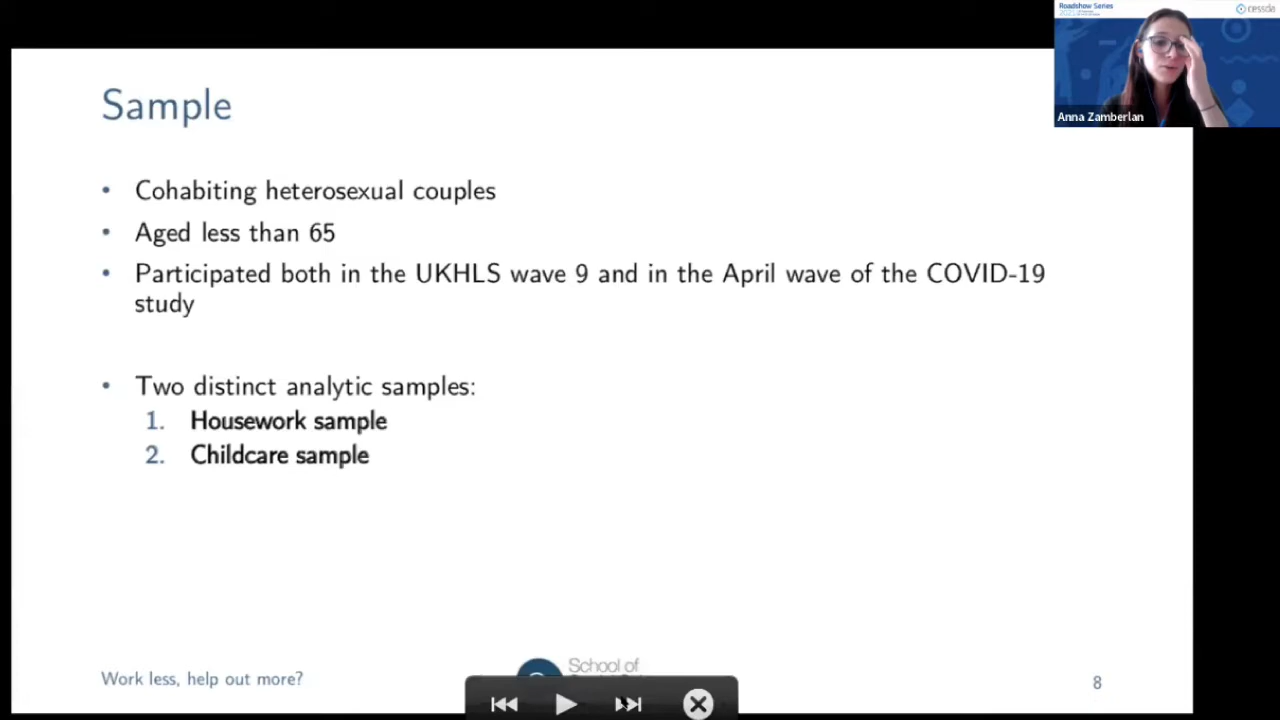 Roadshow Series
cessda
Anna Zamberlan
Sample
• Cohabiting heterosexual couples
• Aged less than 65
• Participated both in the UKHLS wave 9 and in the April wave of the COVID-19
study
• Two distinct analytic samples:
1. Housework sample
2. Childcare sample
Work less, help out more?
School of
8